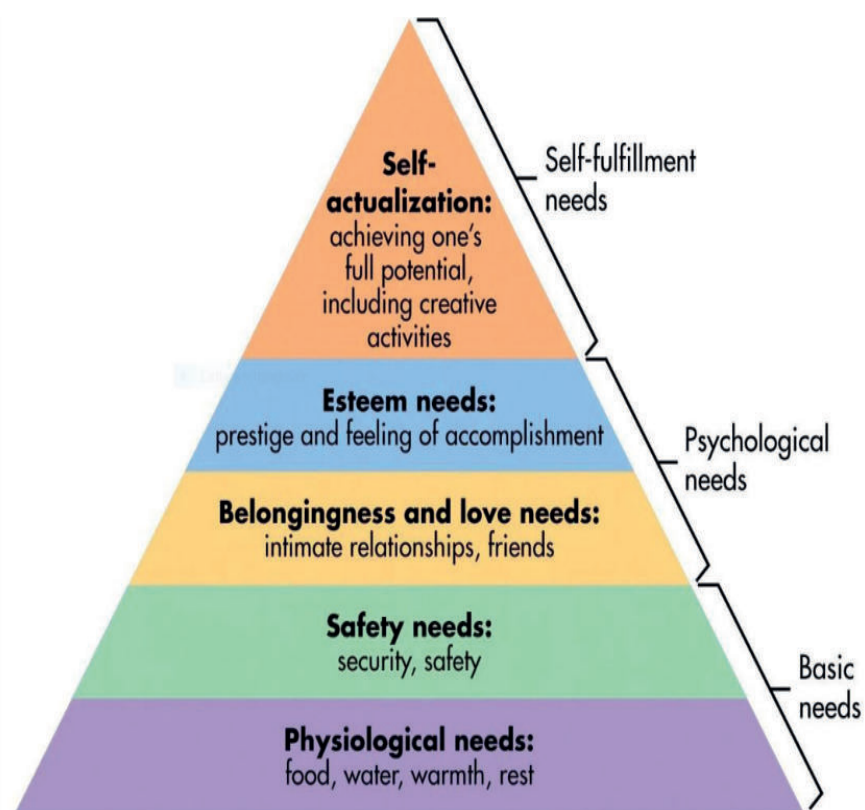 Self-
actualization:
achieving one's
full potential,
including creative
activities
Self-fulfillment
needs
Esteem needs:
prestige and feeling of accomplishment
Psychological
needs
Belongingness and love needs:
intimate relationships, friends
Safety needs:
security, safety
Basic
needs
Physiological needs:
food, water, warmth, rest